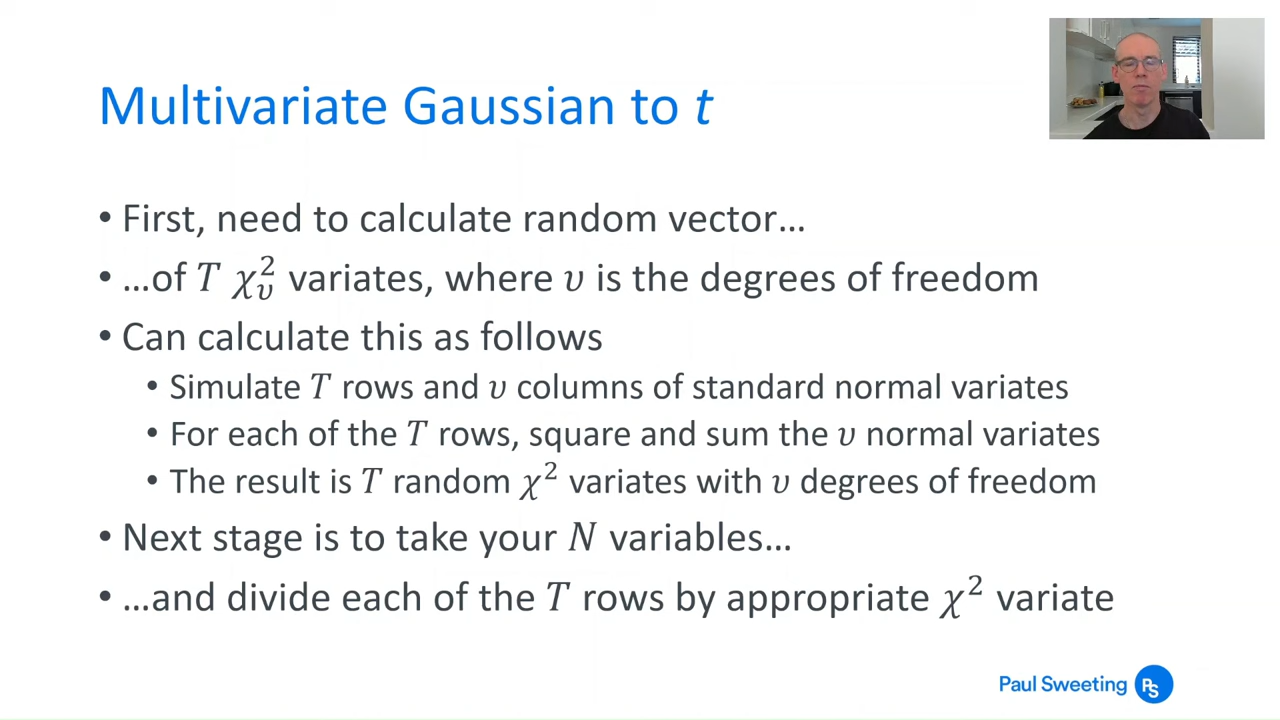 Multivariate Gaussian to t
• First, need to calculate random vector…
• …of T χ²_υ variates, where υ is the degrees of freedom
• Can calculate this as follows
• Simulate T rows and υ columns of standard normal variates
• For each of the T rows, square and sum the υ normal variates
• The result is T random χ² variates with υ degrees of freedom
• Next stage is to take your N variables…
• …and divide each of the T rows by appropriate χ² variate
Paul Sweeting PS